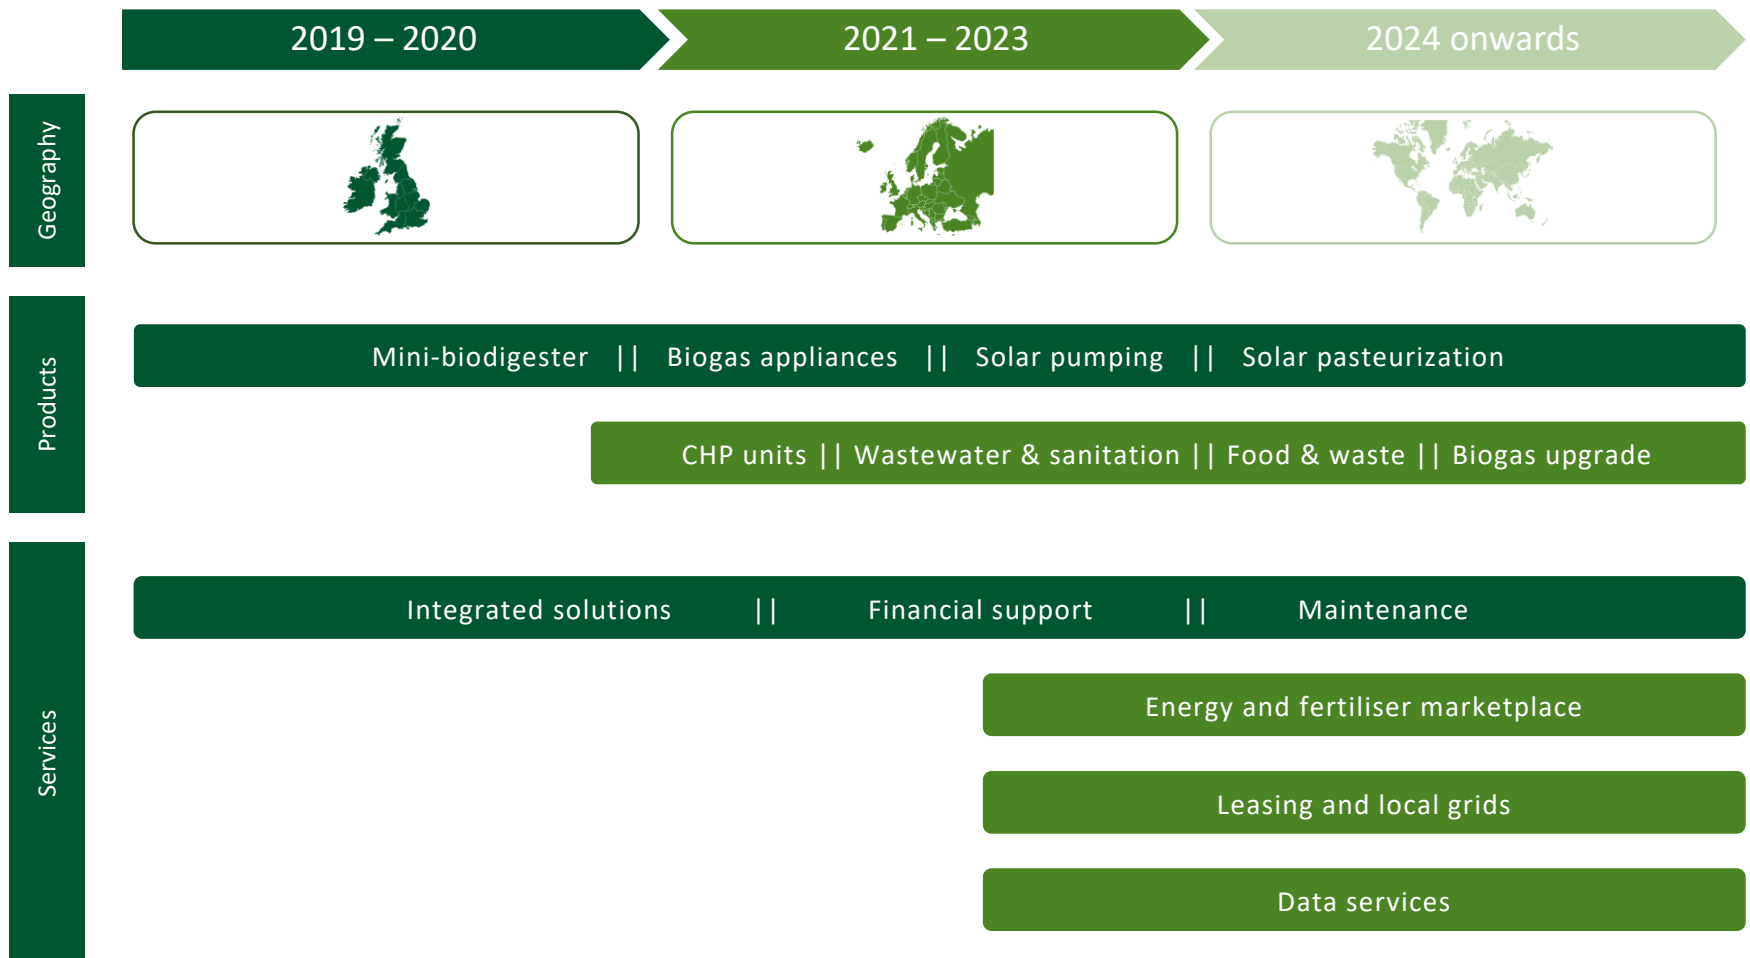 2019 – 2020
2021 – 2023
2024 onwards
Geography
Products
Mini-biodigester || Biogas appliances || Solar pumping || Solar pasteurization
CHP units || Wastewater & sanitation || Food & waste || Biogas upgrade
Services
Integrated solutions || Financial support || Maintenance
Energy and fertiliser marketplace
Leasing and local grids
Data services